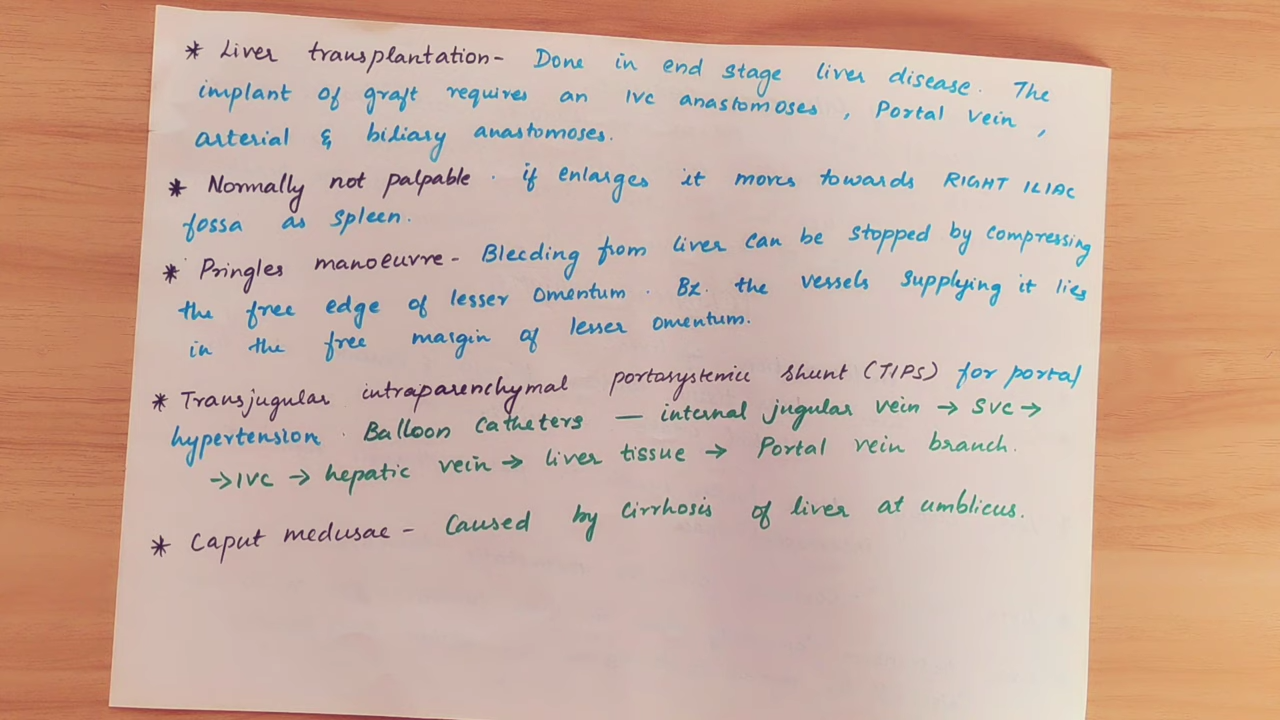 * Liver transplantation- Done in end stage liver disease. The
implant of graft requires an IVC anastomoses, Portal vein,
arterial & biliary anastomoses.
* Normally not palpable. if enlarges it moves towards RIGHT ILIAC
fossa as spleen.
* Pringles manoeuvre- Bleeding from liver can be stopped by compressing
the free edge of lesser omentum. Bz. the vessels supplying it lies
in the free margin of lesser omentum.
* Transjugular intraparenchymal portasystemic shunt (TIPS) for portal
hypertension. Balloon catheters — internal jugular vein → SVC →
→ IVC → hepatic vein → liver tissue → Portal vein branch.
* Caput medusae - Caused by cirrhosis of liver at umblicus.